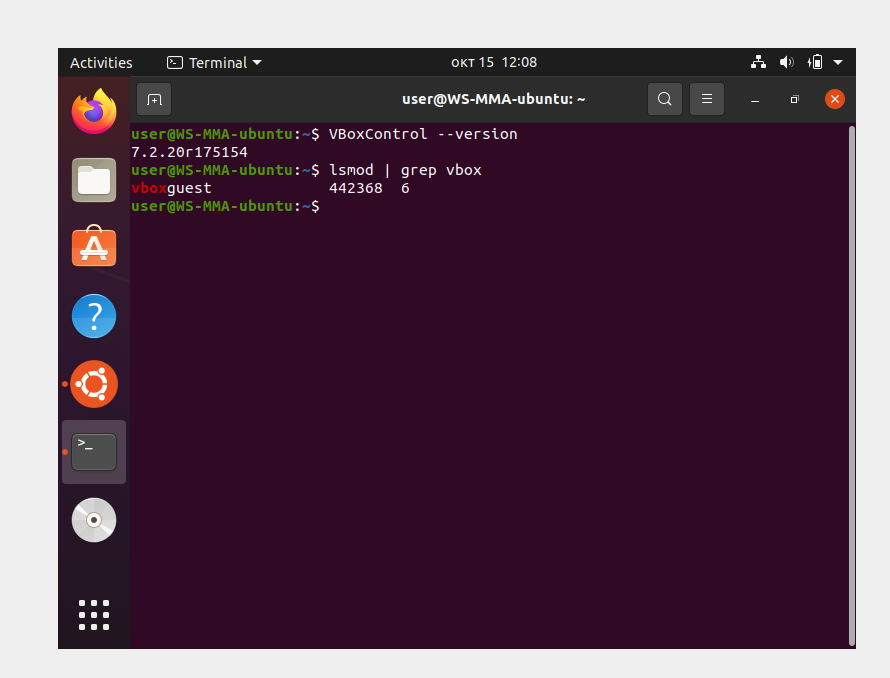 Activities
Terminal
окт 15 12:08
user@WS-MMA-ubuntu: ~
user@WS-MMA-ubuntu:~$ VBoxControl --version
7.2.20r175154
user@WS-MMA-ubuntu:~$ lsmod | grep vbox
vboxguest             442368  6
user@WS-MMA-ubuntu:~$